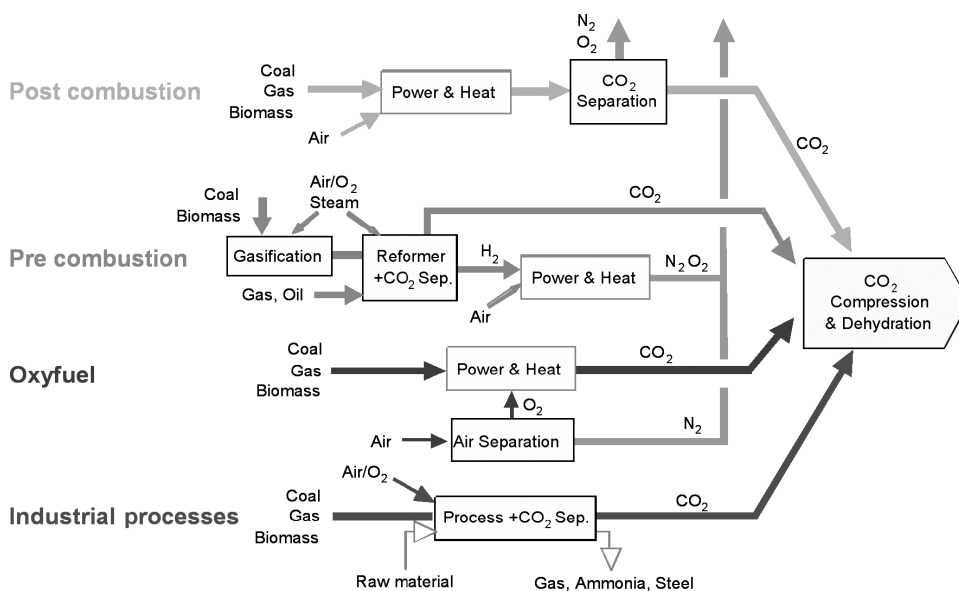 N₂
O₂
Coal
Gas
Biomass
Post combustion
Power & Heat
CO₂
Separation
Air
CO₂
Air/O₂
Steam
Coal
Biomass
CO₂
Pre combustion
Gasification
Reformer
+CO₂ Sep.
H₂
Power & Heat
N₂O₂
Gas, Oil
Air
CO₂
Compression
& Dehydration
Coal
Gas
Biomass
Oxyfuel
Power & Heat
CO₂
O₂
Air
Air Separation
N₂
Air/O₂
Coal
Gas
Biomass
Industrial processes
Process +CO₂ Sep.
CO₂
Raw material
Gas, Ammonia, Steel